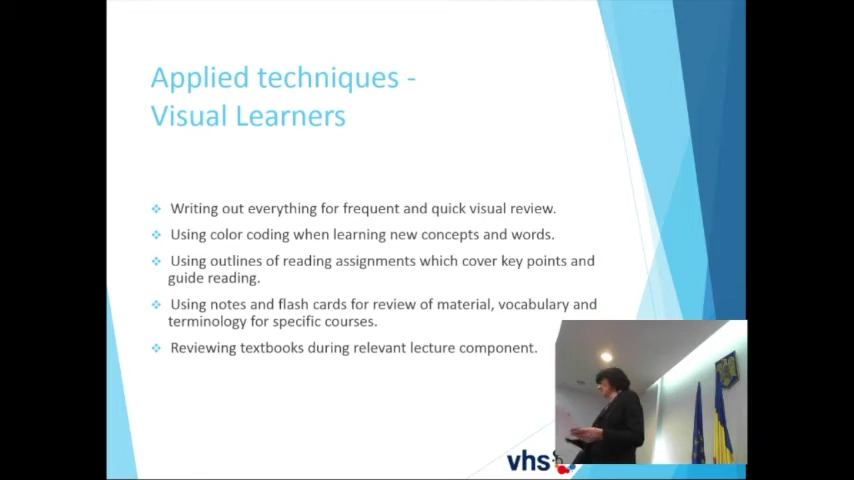 Applied techniques -
Visual Learners
Writing out everything for frequent and quick visual review.
Using color coding when learning new concepts and words.
Using outlines of reading assignments which cover key points and
guide reading.
Using notes and flash cards for review of material, vocabulary and
terminology for specific courses.
Reviewing textbooks during relevant lecture component.
vhs